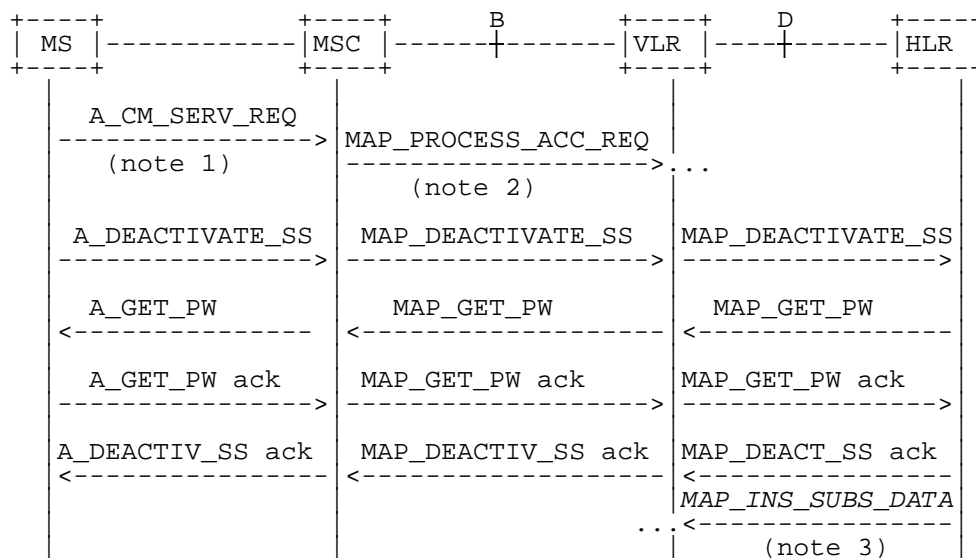 B D
MS MSC VLR HLR
A_CM_SERV_REQ
MAP_PROCESS_ACC_REQ
(note 1) ...
(note 2)
A_DEACTIVATE_SS MAP_DEACTIVATE_SS MAP_DEACTIVATE_SS
A_GET_PW MAP_GET_PW MAP_GET_PW
A_GET_PW ack MAP_GET_PW ack MAP_GET_PW ack
A_DEACTIV_SS ack MAP_DEACTIV_SS ack MAP_DEACT_SS ack
MAP_INS_SUBS_DATA
...
(note 3)